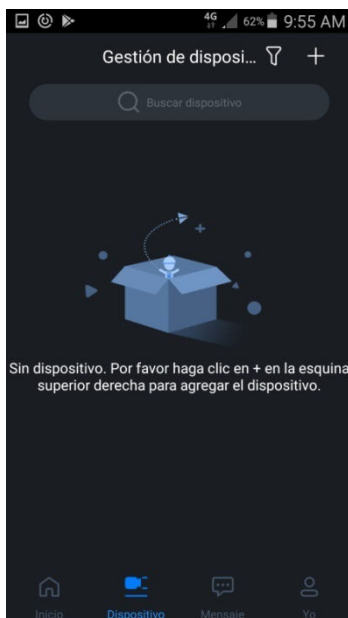 4G 62% 9:55 AM
Gestión de disposi...
Buscar dispositivo
Sin dispositivo. Por favor haga clic en + en la esquina
superior derecha para agregar el dispositivo.
Inicio Dispositivo Mensaje Yo